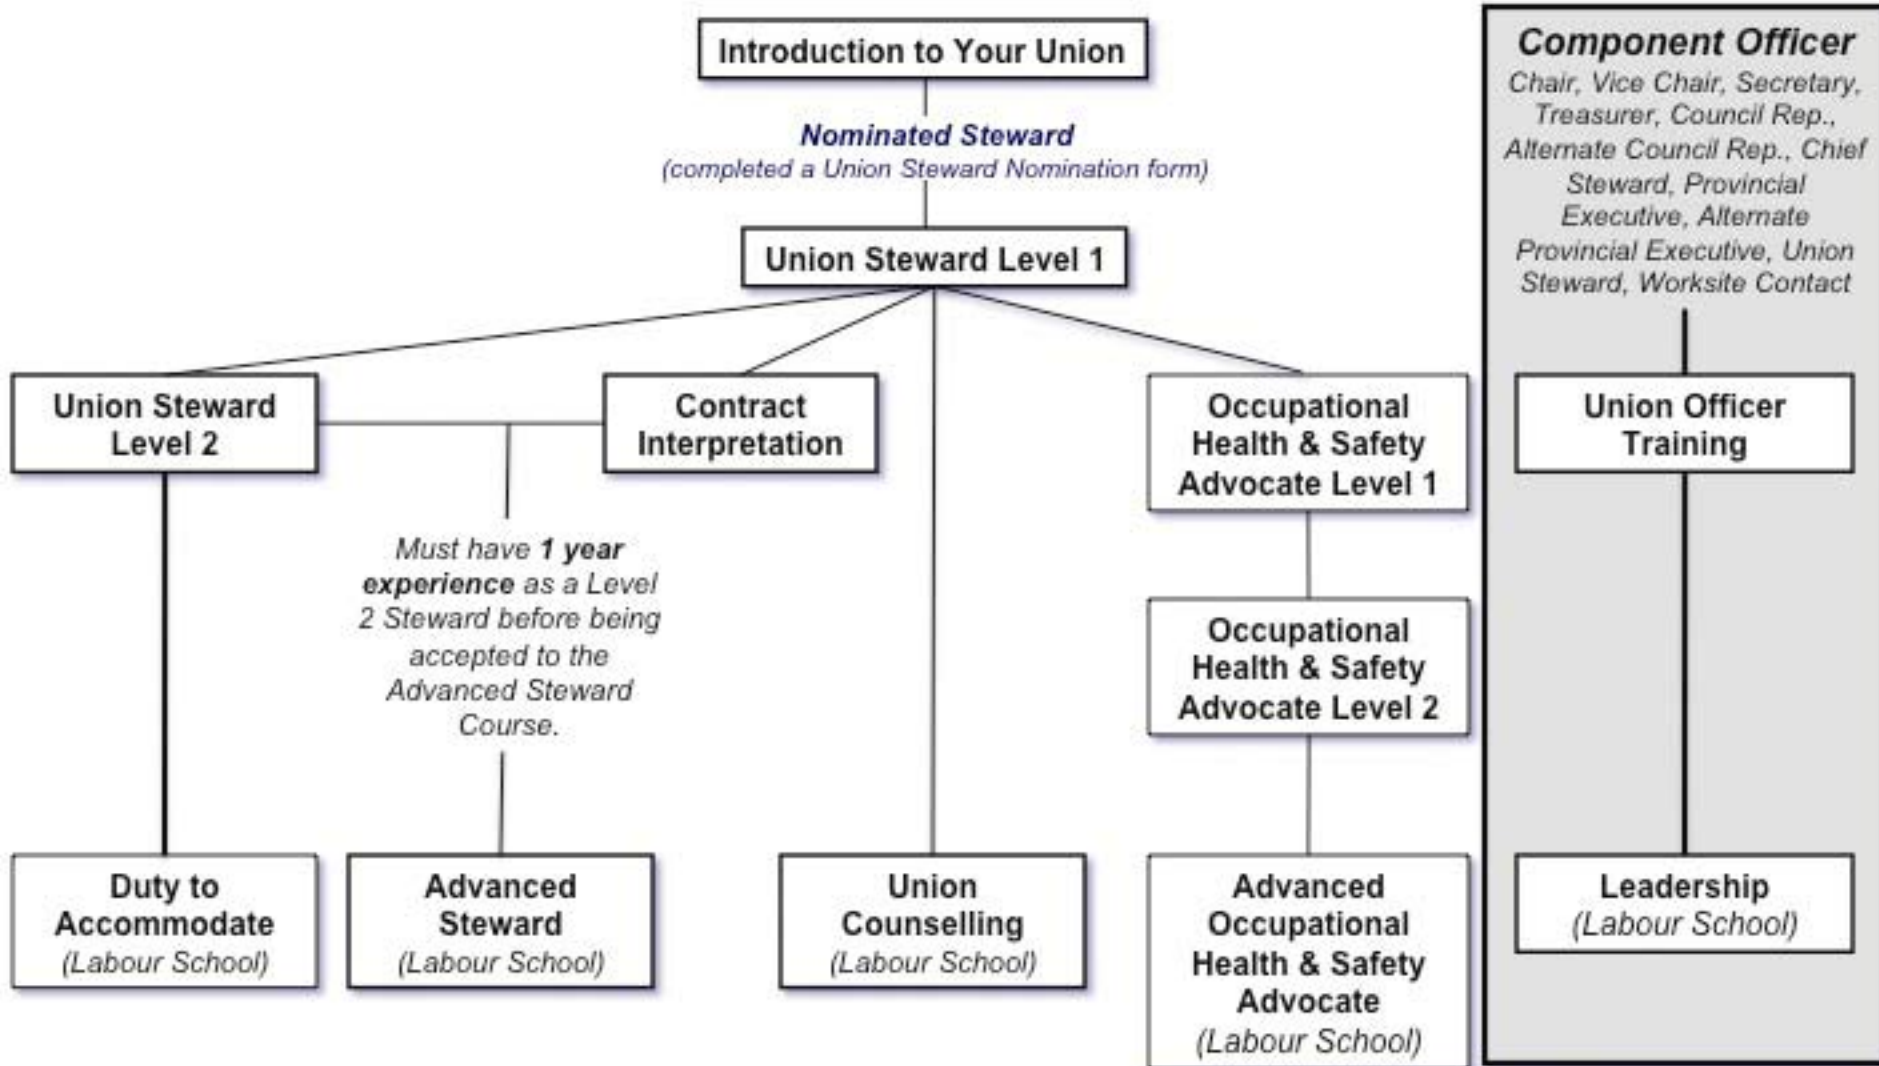 Introduction to Your Union
Nominated Steward
(completed a Union Steward Nomination form)
Union Steward Level 1
Union Steward
Level 2
Contract
Interpretation
Occupational
Health & Safety
Advocate Level 1
Must have 1 year
experience as a Level
2 Steward before being
accepted to the
Advanced Steward
Course.
Occupational
Health & Safety
Advocate Level 2
Duty to
Accommodate
(Labour School)
Advanced
Steward
(Labour School)
Union
Counselling
(Labour School)
Advanced
Occupational
Health & Safety
Advocate
(Labour School)
Component Officer
Chair, Vice Chair, Secretary,
Treasurer, Council Rep.,
Alternate Council Rep., Chief
Steward, Provincial
Executive, Alternate
Provincial Executive, Union
Steward, Worksite Contact
Union Officer
Training
Leadership
(Labour School)